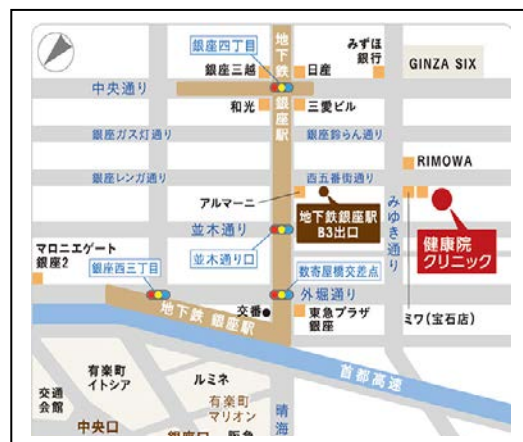 銀座四丁目
地下鉄 銀座駅
みずほ
銀行
銀座三越
日産
GINZA SIX
中央通り
和光
三愛ビル
銀座ガス灯通り
銀座鈴らん通り
RIMOWA
銀座レンガ通り
西五番街通り
アルマーニ
地下鉄銀座駅
B3出口
みゆき通り
並木通り
健康院
クリニック
マロニエゲート
銀座2
銀座西三丁目
並木通り口
数寄屋橋交差点
外堀通り
地下鉄 銀座駅
交番
東急プラザ
銀座
ミワ(宝石店)
首都高速
有楽町
イトシア
ルミネ
交通
会館
有楽町
マリオン
晴海
中央口
銀座口
阪急